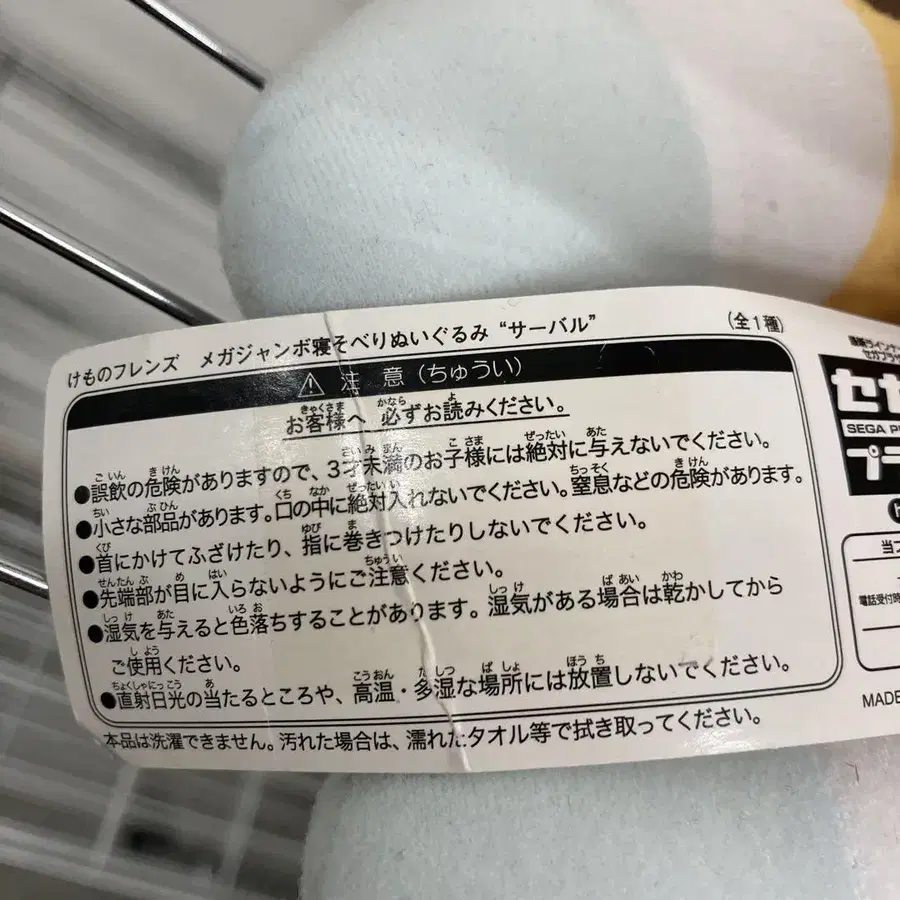 けものフレンズ メガジャンボ寝そべりぬいぐるみ “サーバル” (全1種)
⚠ 注 意 (ちゅうい)
お客様へ 必ずお読みください。
●誤飲の危険がありますので、3才未満のお子様には絶対に与えないでください。
●小さな部品があります。口の中に絶対入れないでください。窒息などの危険があります。
●首にかけてふざけたり、指に巻きつけたりしないでください。
●先端部が目に入らないようにご注意ください。
●湿気を与えると色落ちすることがあります。湿気がある場合は乾かしてから
ご使用ください。
●直射日光の当たるところや、高温・多湿な場所には放置しないでください。
本品は洗濯できません。汚れた場合は、濡れたタオル等で拭き取ってください。
セガ
SEGA
プラ
電話受付時
MADE